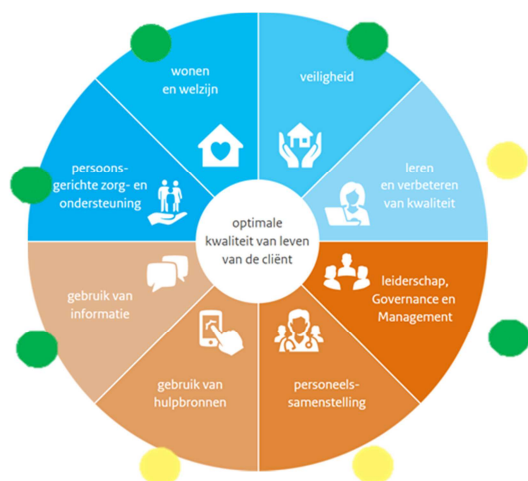 wonen
en welzijn
veiligheid
leren
en verbeteren
van kwaliteit
leiderschap,
Governance en
Management
personeels-
samenstelling
gebruik van
hulpbronnen
gebruik van
informatie
persoons-
gerichte zorg- en
ondersteuning
optimale
kwaliteit van leven
van de cliënt